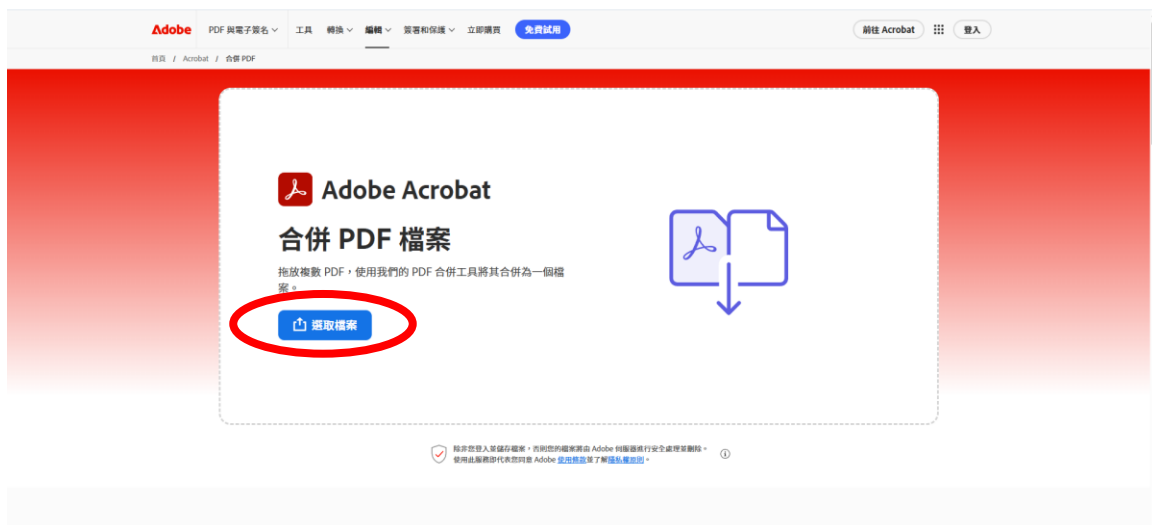 Adobe PDF 與電子簽名 工具 轉換 編輯 簽署和保護 立即購買 免費試用 前往 Acrobat 登入
首頁 / Acrobat / 合併 PDF
Adobe Acrobat
合併 PDF 檔案
拖放複數 PDF，使用我們的 PDF 合併工具將其合併為一個檔
案。
選取檔案
除非您登入並儲存檔案，否則您的檔案將由 Adobe 伺服器進行安全處理並刪除。
使用此服務即代表您同意 Adobe 使用條款並了解隱私權原則。